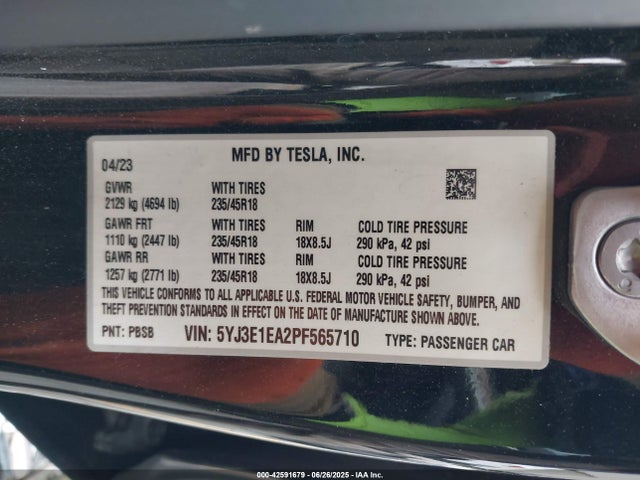 MFD BY TESLA, INC.
04/23
GVWR WITH TIRES
2129 kg (4694 lb) 235/45R18
GAWR FRT WITH TIRES RIM COLD TIRE PRESSURE
1110 kg (2447 lb) 235/45R18 18X8.5J 290 kPa, 42 psi
GAWR RR WITH TIRES RIM COLD TIRE PRESSURE
1257 kg (2771 lb) 235/45R18 18X8.5J 290 kPa, 42 psi
THIS VEHICLE CONFORMS TO ALL APPLICABLE U.S. FEDERAL MOTOR VEHICLE SAFETY, BUMPER, AND
THEFT PREVENTION STANDARDS IN EFFECT ON THE DATE OF MANUFACTURE SHOWN ABOVE.
PNT: PBSB VIN: 5YJ3E1EA2PF565710 TYPE: PASSENGER CAR
000-42591679 - 06/26/2025 - IAA Inc.